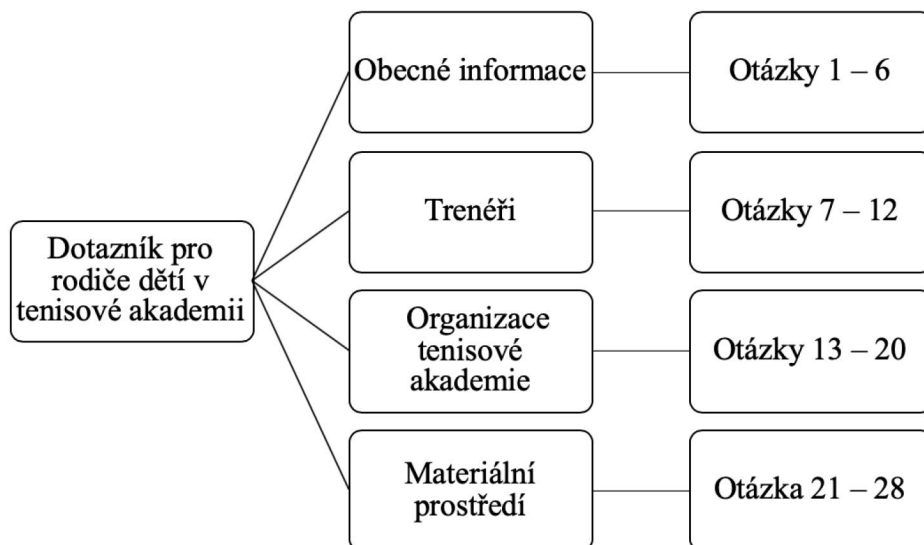 Obecné informace
Otázky 1 – 6
Trenéři
Otázky 7 – 12
Dotazník pro
rodiče dětí v
tenisové akademii
Organizace
tenisové
akademie
Otázky 13 – 20
Materiální
prostředí
Otázka 21 – 28